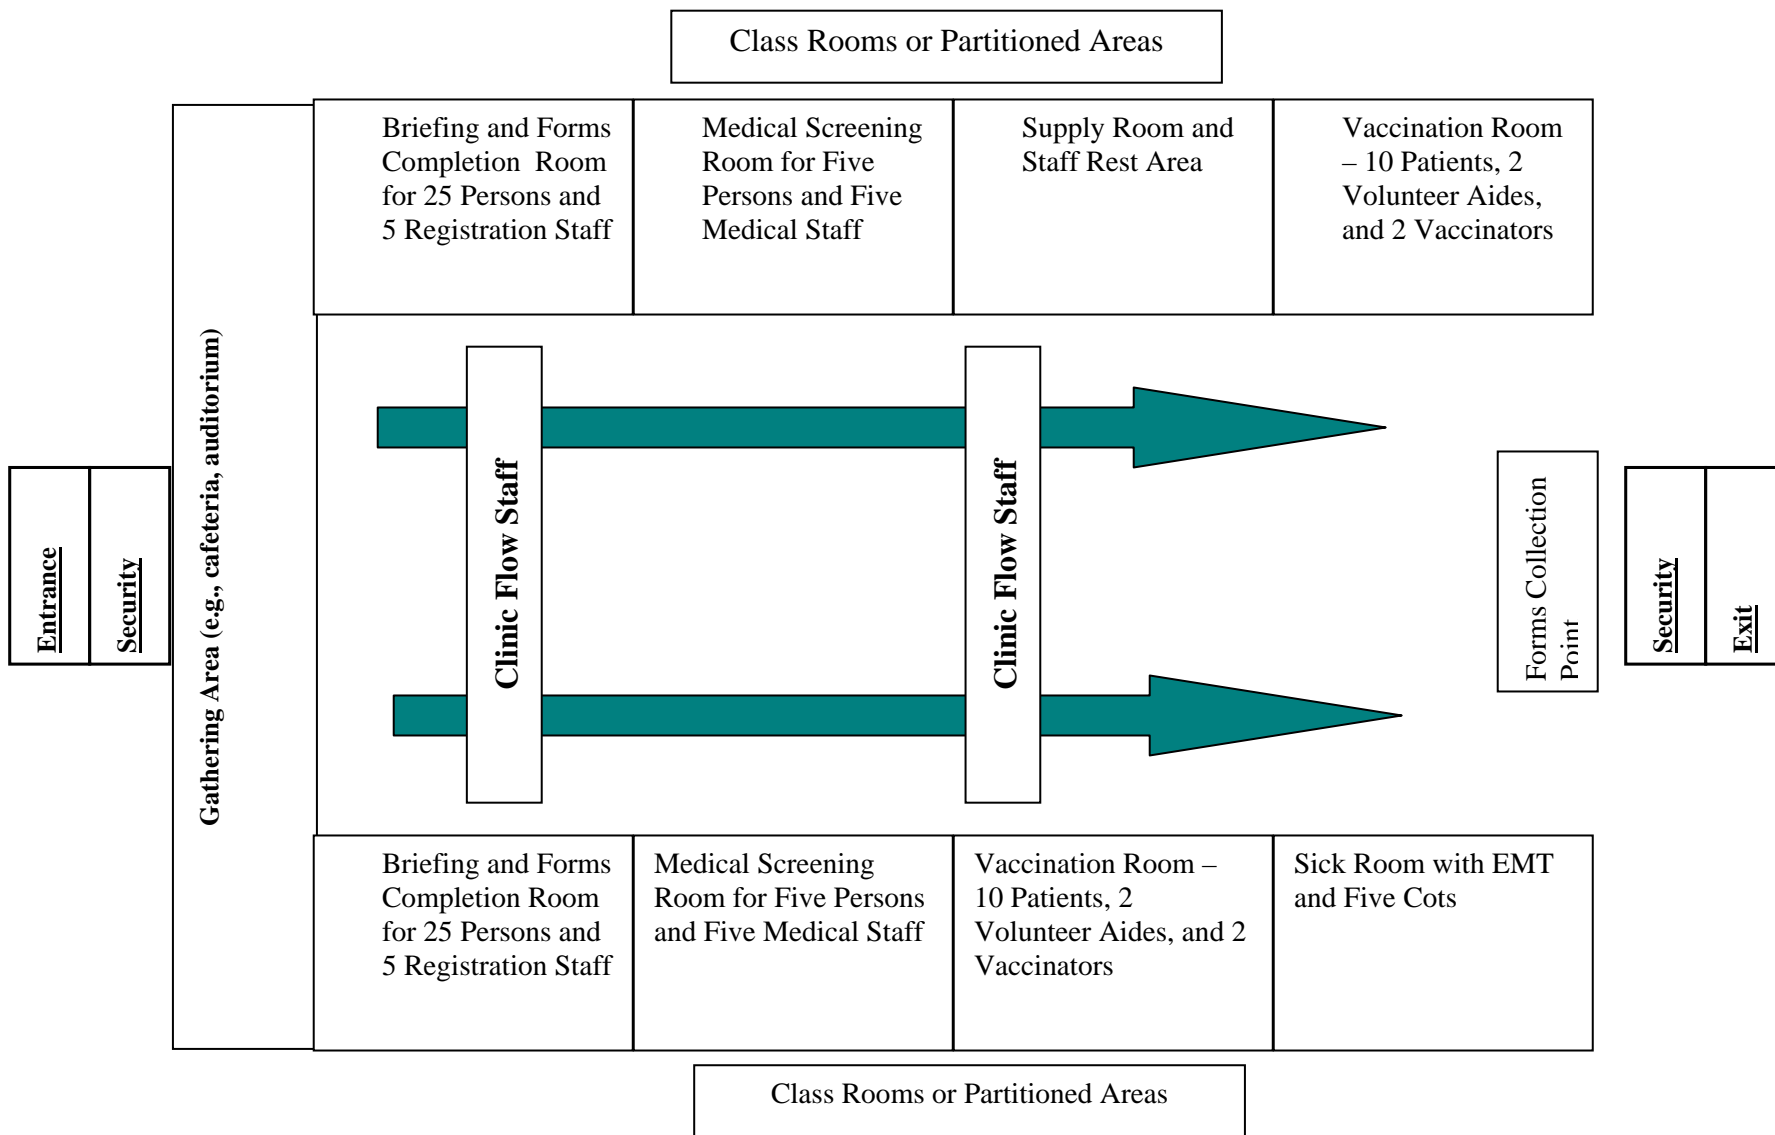 Class Rooms or Partitioned Areas
Briefing and Forms
Completion Room
for 25 Persons and
5 Registration Staff
Medical Screening
Room for Five
Persons and Five
Medical Staff
Supply Room and
Staff Rest Area
Vaccination Room
– 10 Patients, 2
Volunteer Aides,
and 2 Vaccinators
Entrance
Security
Gathering Area (e.g., cafeteria, auditorium)
Clinic Flow Staff
Clinic Flow Staff
Forms Collection
Point
Security
Exit
Briefing and Forms
Completion Room
for 25 Persons and
5 Registration Staff
Medical Screening
Room for Five Persons
and Five Medical Staff
Vaccination Room –
10 Patients, 2
Volunteer Aides, and 2
Vaccinators
Sick Room with EMT
and Five Cots
Class Rooms or Partitioned Areas